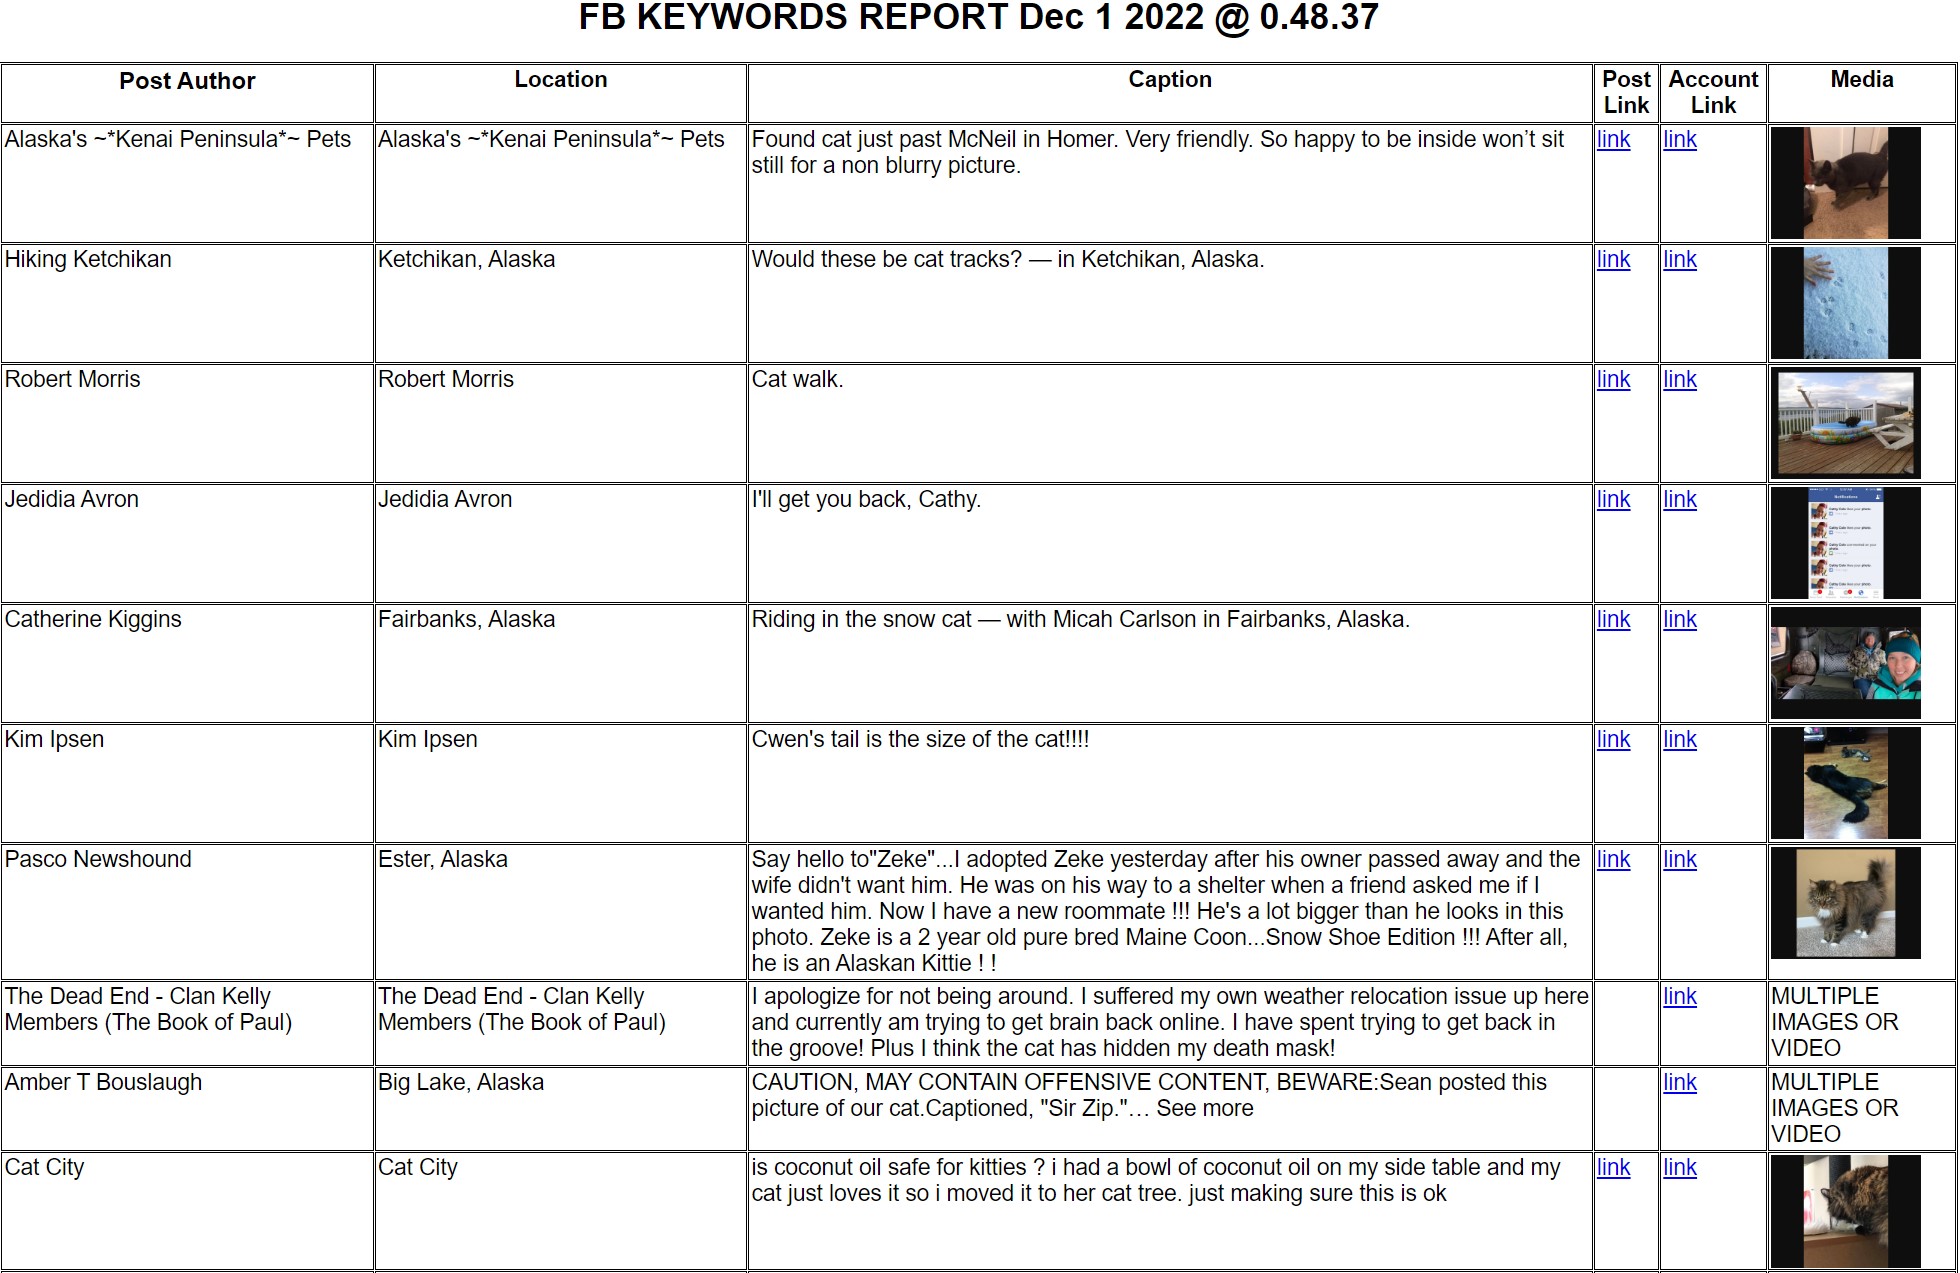 FB KEYWORDS REPORT Dec 1 2022 @ 0.48.37
Post Author
Location
Caption
Post
Link
Account
Link
Media
Alaska's ~*Kenai Peninsula*~ Pets
Alaska's ~*Kenai Peninsula*~ Pets
Found cat just past McNeil in Homer. Very friendly. So happy to be inside won’t sit
still for a non blurry picture.
link
link
Hiking Ketchikan
Ketchikan, Alaska
Would these be cat tracks? — in Ketchikan, Alaska.
link
link
Robert Morris
Robert Morris
Cat walk.
link
link
Jedidia Avron
Jedidia Avron
I'll get you back, Cathy.
link
link
Catherine Kiggins
Fairbanks, Alaska
Riding in the snow cat — with Micah Carlson in Fairbanks, Alaska.
link
link
Kim Ipsen
Kim Ipsen
Cwen's tail is the size of the cat!!!!
link
link
Pasco Newshound
Ester, Alaska
Say hello to"Zeke"...I adopted Zeke yesterday after his owner passed away and the
wife didn't want him. He was on his way to a shelter when a friend asked me if I
wanted him. Now I have a new roommate !!! He's a lot bigger than he looks in this
photo. Zeke is a 2 year old pure bred Maine Coon...Snow Shoe Edition !!! After all,
he is an Alaskan Kittie ! !
link
link
The Dead End - Clan Kelly
Members (The Book of Paul)
The Dead End - Clan Kelly
Members (The Book of Paul)
I apologize for not being around. I suffered my own weather relocation issue up here
and currently am trying to get brain back online. I have spent trying to get back in
the groove! Plus I think the cat has hidden my death mask!
link
MULTIPLE
IMAGES OR
VIDEO
Amber T Bouslaugh
Big Lake, Alaska
CAUTION, MAY CONTAIN OFFENSIVE CONTENT, BEWARE:Sean posted this
picture of our cat.Captioned, "Sir Zip."… See more
link
MULTIPLE
IMAGES OR
VIDEO
Cat City
Cat City
is coconut oil safe for kitties ? i had a bowl of coconut oil on my side table and my
cat just loves it so i moved it to her cat tree. just making sure this is ok
link
link